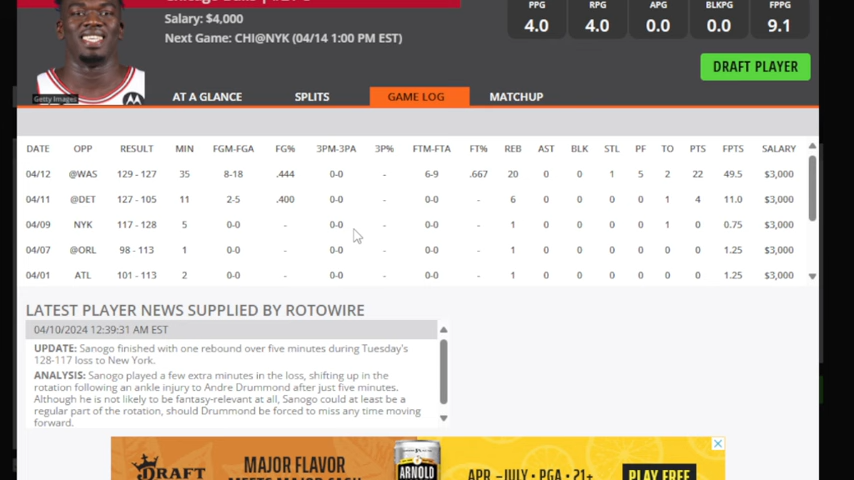 Salary: $4,000
Next Game: CHI@NYK (04/14 1:00 PM EST)
PPG RPG APG BLKPG FPPG
4.0 4.0 0.0 0.0 9.1
DRAFT PLAYER
Getty Images
AT A GLANCE SPLITS GAME LOG MATCHUP
DATE OPP RESULT MIN FGM-FGA FG% 3PM-3PA 3P% FTM-FTA FT% REB AST BLK STL PF TO PTS FPTS SALARY
04/12 @WAS 129 - 127 35 8-18 .444 0-0 - 6-9 .667 20 0 0 1 5 2 22 49.5 $3,000
04/11 @DET 127 - 105 11 2-5 .400 0-0 - 0-0 - 6 0 0 0 0 1 4 11.0 $3,000
04/09 NYK 117 - 128 5 0-0 - 0-0 - 0-0 - 1 0 0 0 0 1 0 0.75 $3,000
04/07 @ORL 98 - 113 1 0-0 - 0-0 - 0-0 - 1 0 0 0 0 0 0 1.25 $3,000
04/01 ATL 101 - 113 2 0-0 - 0-0 - 0-0 - 1 0 0 0 0 0 0 1.25 $3,000
LATEST PLAYER NEWS SUPPLIED BY ROTOWIRE
04/10/2024 12:39:31 AM EST
UPDATE: Sanogo finished with one rebound over five minutes during Tuesday's
128-117 loss to New York.
ANALYSIS: Sanogo played a few extra minutes in the loss, shifting up in the
rotation following an ankle injury to Andre Drummond after just five minutes.
Although he is not likely to be fantasy-relevant at all, Sanogo could at least be a
regular part of the rotation, should Drummond be forced to miss any time moving
forward.
DRAFT
MAJOR FLAVOR
ARNOLD
APR - JULY • PGA • 21+
PLAY FREE